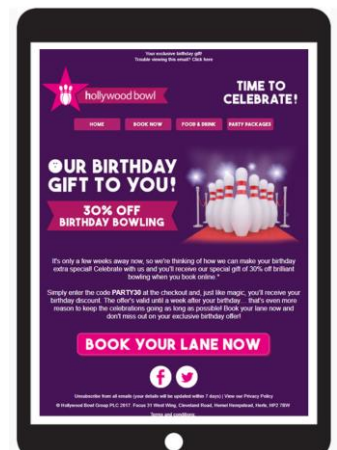 Your exclusive birthday gift
Trouble viewing this email? Click here
hollywood bowl
TIME TO
CELEBRATE!
HOME
BOOK NOW
FOOD & DRINK
PARTY PACKAGES
OUR BIRTHDAY
GIFT TO YOU!
30% OFF
BIRTHDAY BOWLING
It's only a few weeks away now, so we're thinking of how we can make your birthday
extra special! Celebrate with us and you'll receive our special gift of 30% off brilliant
bowling when you book online.*
Simply enter the code PARTY30 at the checkout and, just like magic, you'll receive your
birthday discount. The offer's valid until a week after your birthday... that's even more
reason to keep the celebrations going as long as possible! Book your lane now and
don't miss out on your exclusive birthday offer!
BOOK YOUR LANE NOW
Unsubscribe from all emails (your details will be updated within 7 days) | View our Privacy Policy
© Hollywood Bowl Group PLC 2017. Focus 31 West Wing, Cleveland Road, Hemel Hempstead, Herts, HP2 7BW
Terms and conditions